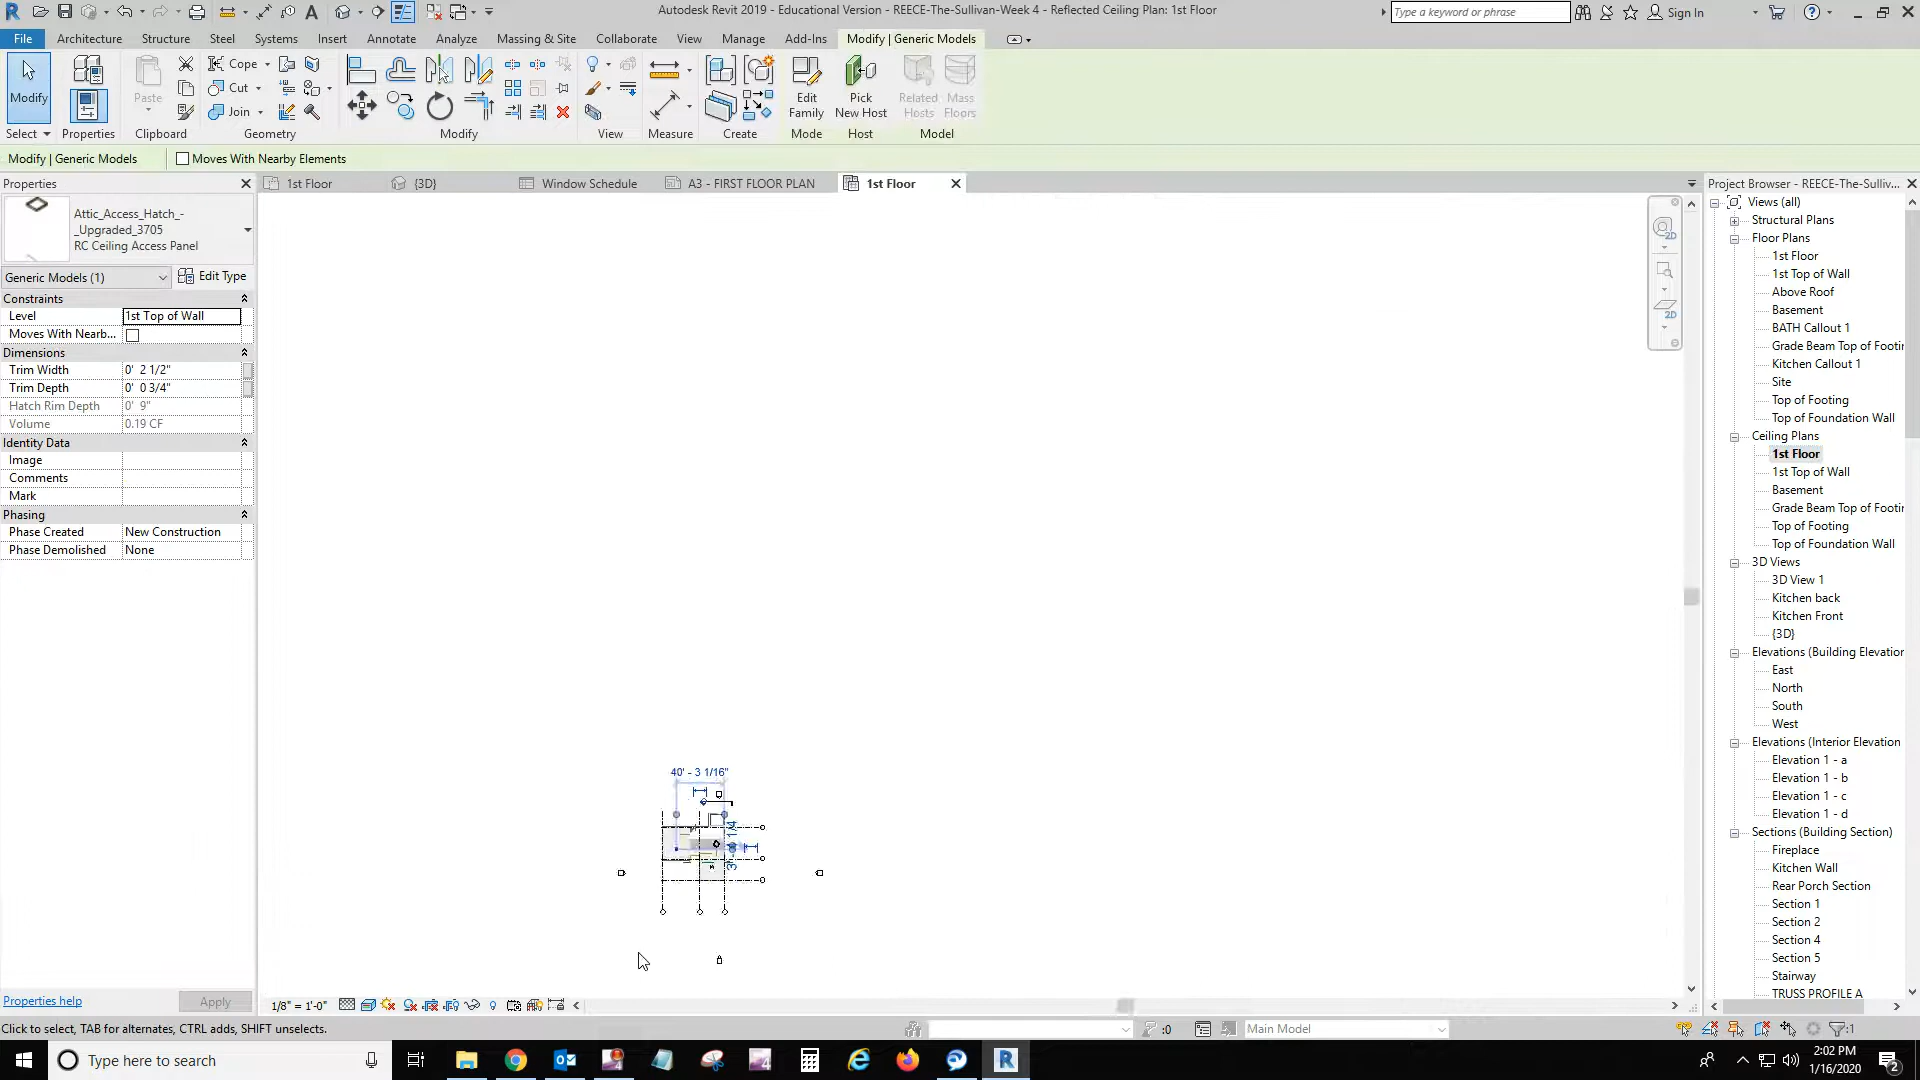 Autodesk Revit 2019 - Educational Version - REECE-The-Sullivan-Week 4 - Reflected Ceiling Plan: 1st Floor
Type a keyword or phrase
Sign In
File Architecture Structure Steel Systems Insert Annotate Analyze Massing & Site Collaborate View Manage Add-Ins Modify | Generic Models
Modify
Paste
Cope
Cut
Join
Edit Family
Pick New Host
Related Hosts
Mass Floors
Select Properties Clipboard Geometry Modify View Measure Create Mode Host Model
Modify | Generic Models
Moves With Nearby Elements
Properties
1st Floor
{3D}
Window Schedule
A3 - FIRST FLOOR PLAN
1st Floor
Project Browser - REECE-The-Sulliv...
Attic_Access_Hatch_-
_Upgraded_3705
RC Ceiling Access Panel
Generic Models (1)
Edit Type
Constraints
Level 1st Top of Wall
Moves With Nearb...
Dimensions
Trim Width 0' 2 1/2"
Trim Depth 0' 0 3/4"
Hatch Rim Depth 0' 9"
Volume 0.19 CF
Identity Data
Image
Comments
Mark
Phasing
Phase Created New Construction
Phase Demolished None
Properties help
Apply
2D
2D
40' - 3 1/16"
Views (all)
Structural Plans
Floor Plans
1st Floor
1st Top of Wall
Above Roof
Basement
BATH Callout 1
Grade Beam Top of Footir
Kitchen Callout 1
Site
Top of Footing
Top of Foundation Wall
Ceiling Plans
1st Floor
1st Top of Wall
Basement
Grade Beam Top of Footir
Top of Footing
Top of Foundation Wall
3D Views
3D View 1
Kitchen back
Kitchen Front
{3D}
Elevations (Building Elevation
East
North
South
West
Elevations (Interior Elevation
Elevation 1 - a
Elevation 1 - b
Elevation 1 - c
Elevation 1 - d
Sections (Building Section)
Fireplace
Kitchen Wall
Rear Porch Section
Section 1
Section 2
Section 4
Section 5
Stairway
TRUSS PROFILE A
1/8" = 1'-0"
Click to select, TAB for alternates, CTRL adds, SHIFT unselects.
:0
Main Model
:1
Type here to search
2:02 PM
1/16/2020
2